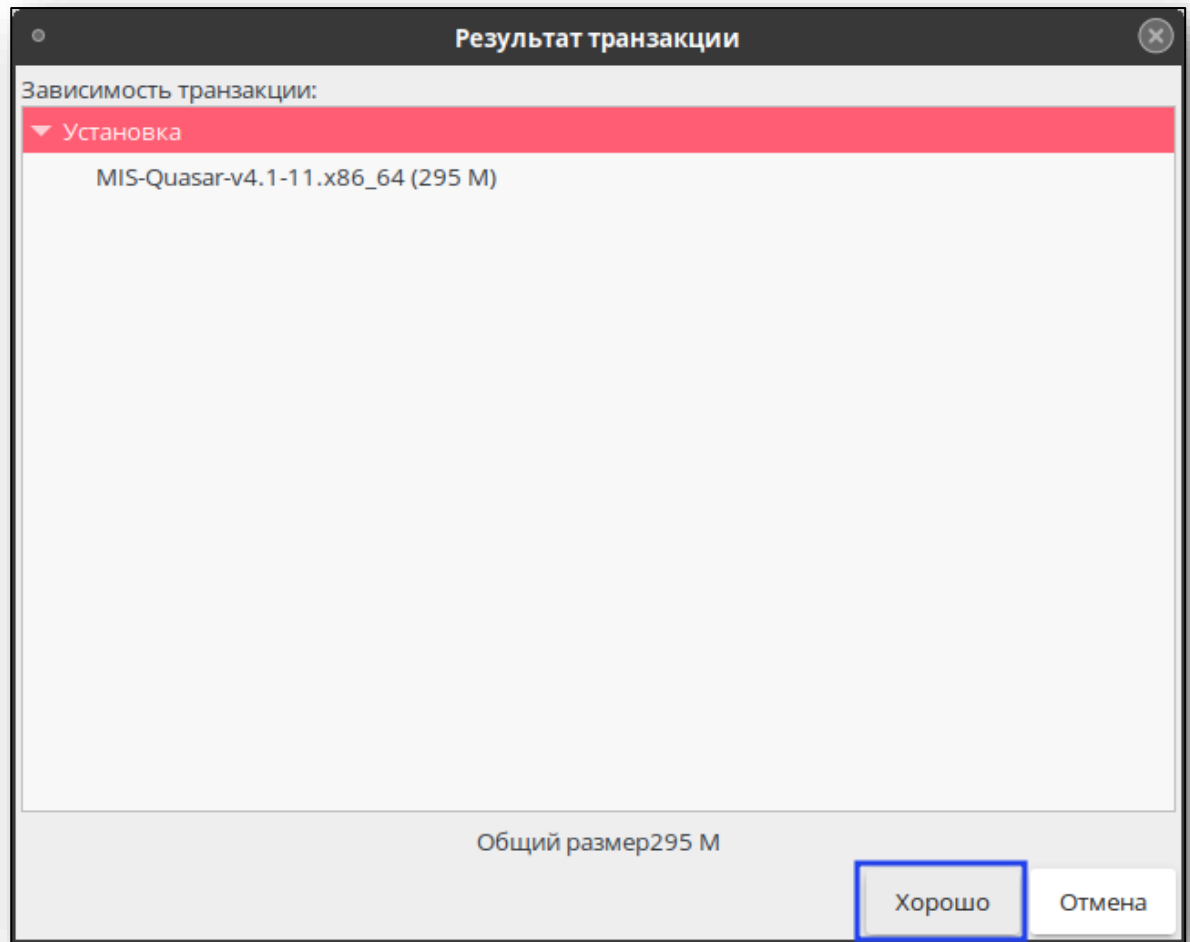 Результат транзакции
Зависимость транзакции:
Установка
MIS-Quasar-v4.1-11.x86_64 (295 M)
Общий размер295 M
Хорошо
Отмена